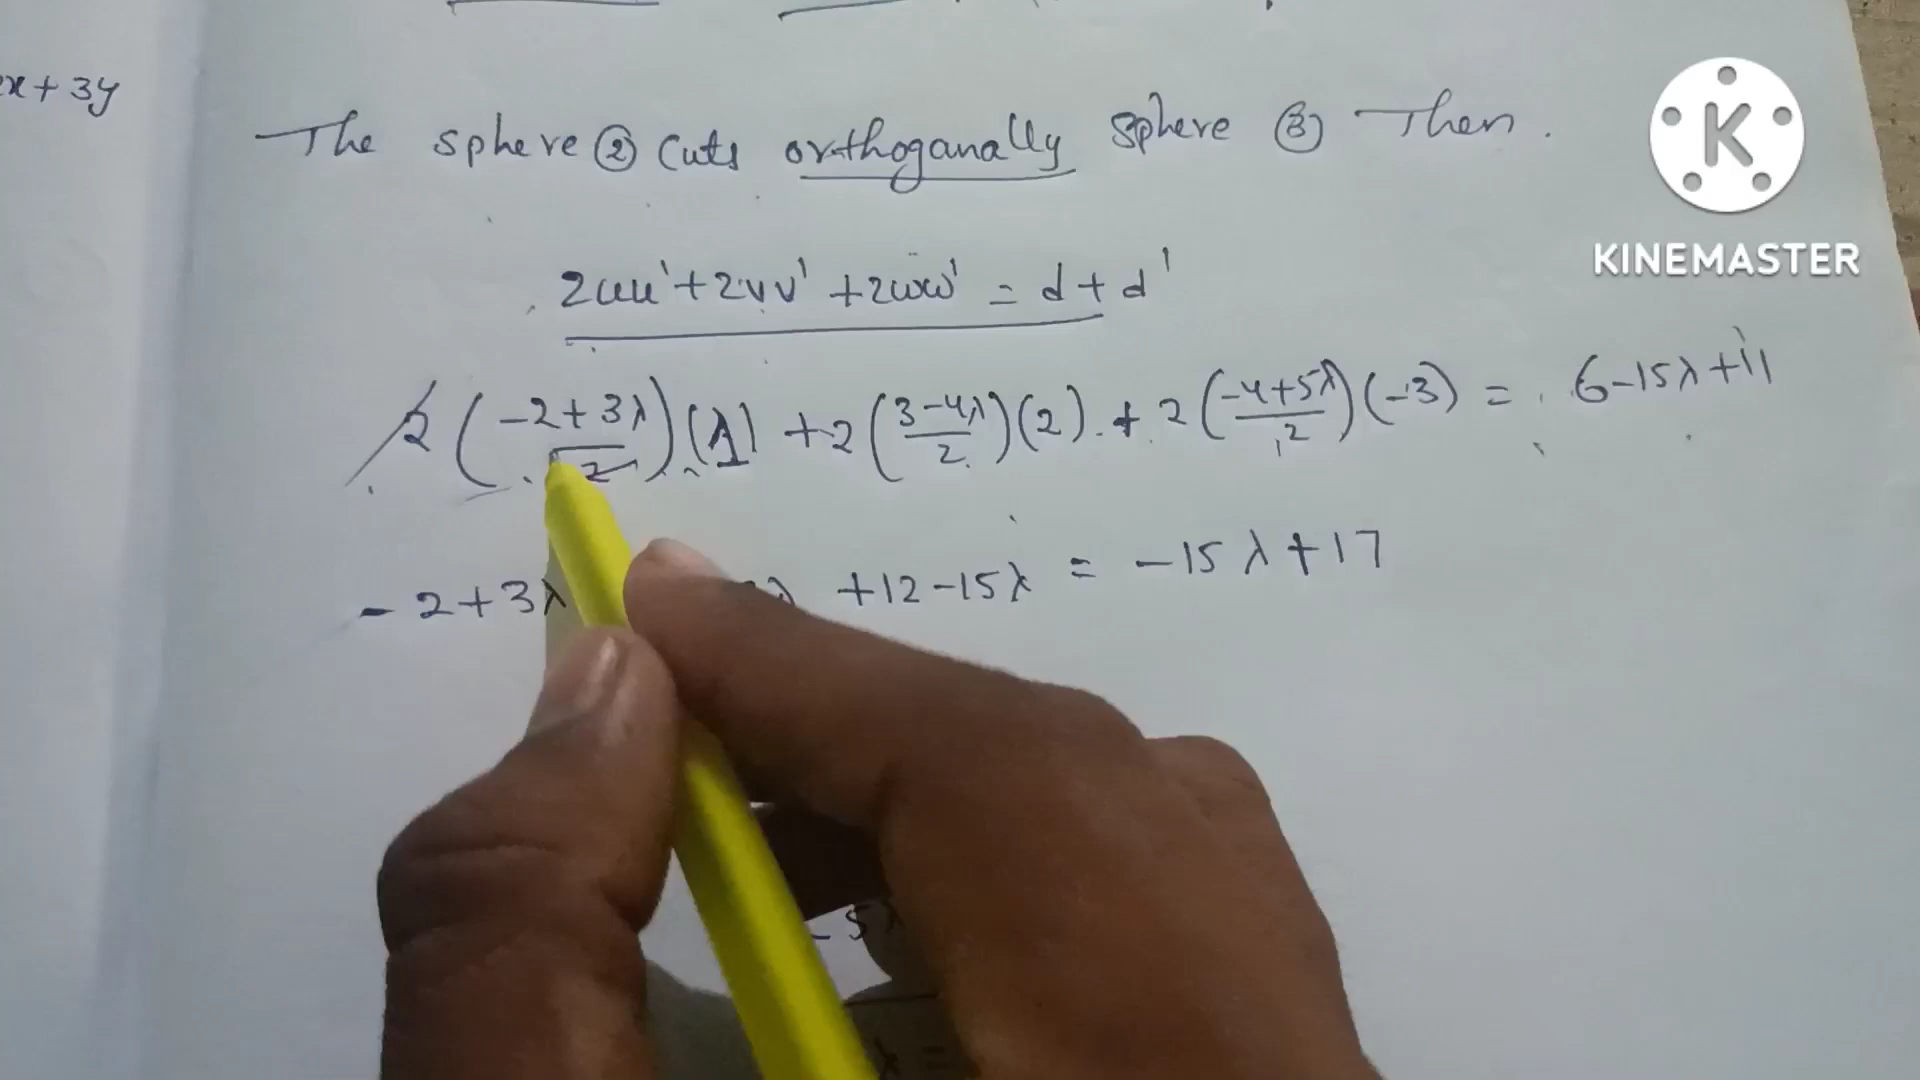 x + 3y
The sphere ② cuts orthoganally sphere ③ Then.
KINEMASTER
2uu' + 2vv' + 2ww' = d + d'
2 (-2+3λ/2) (1) + 2 (3-4λ/2) (2) + 2 (-4+5λ/2) (-3) = 6-15λ+11
-2+3λ +12-15λ = -15λ+17
-5λ
λ =